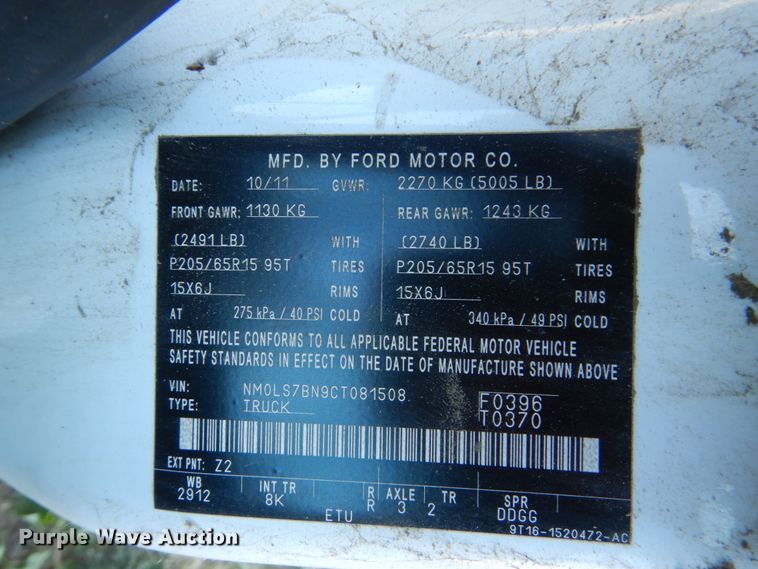 MFD. BY FORD MOTOR CO.
DATE: 10/11 GVWR: 2270 KG (5005 LB)
FRONT GAWR: 1130 KG REAR GAWR: 1243 KG
(2491 LB) WITH (2740 LB) WITH
P205/65R15 95T TIRES P205/65R15 95T TIRES
15X6J RIMS 15X6J RIMS
AT 275 kPa / 40 PSI COLD AT 340 kPa / 49 PSI COLD
THIS VEHICLE CONFORMS TO ALL APPLICABLE FEDERAL MOTOR VEHICLE
SAFETY STANDARDS IN EFFECT ON THE DATE OF MANUFACTURE SHOWN ABOVE
VIN: NM0LS7BN9CT081508 F0396
TYPE: TRUCK T0370
EXT PNT: Z2
WB INT TR R AXLE TR SPR
2912 8K R 3 2 DDGG
ETU 9T16-1520472-AC
Purple Wave Auction